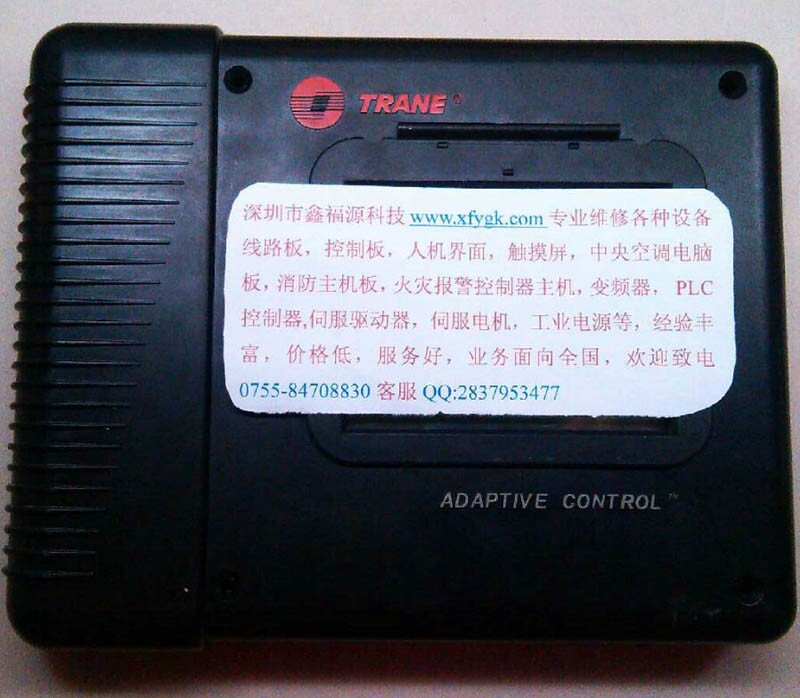 TRANE®
深圳市鑫福源科技 www.xfygk.com 专业维修各种设备
线路板，控制板，人机界面，触摸屏，中央空调电脑
板，消防主机板，火灾报警控制器主机，变频器， PLC
控制器,伺服驱动器，伺服电机，工业电源等，经验丰
富，价格低，服务好，业务面向全国，欢迎致电
0755-84708830 客服 QQ:2837953477
ADAPTIVE CONTROL™